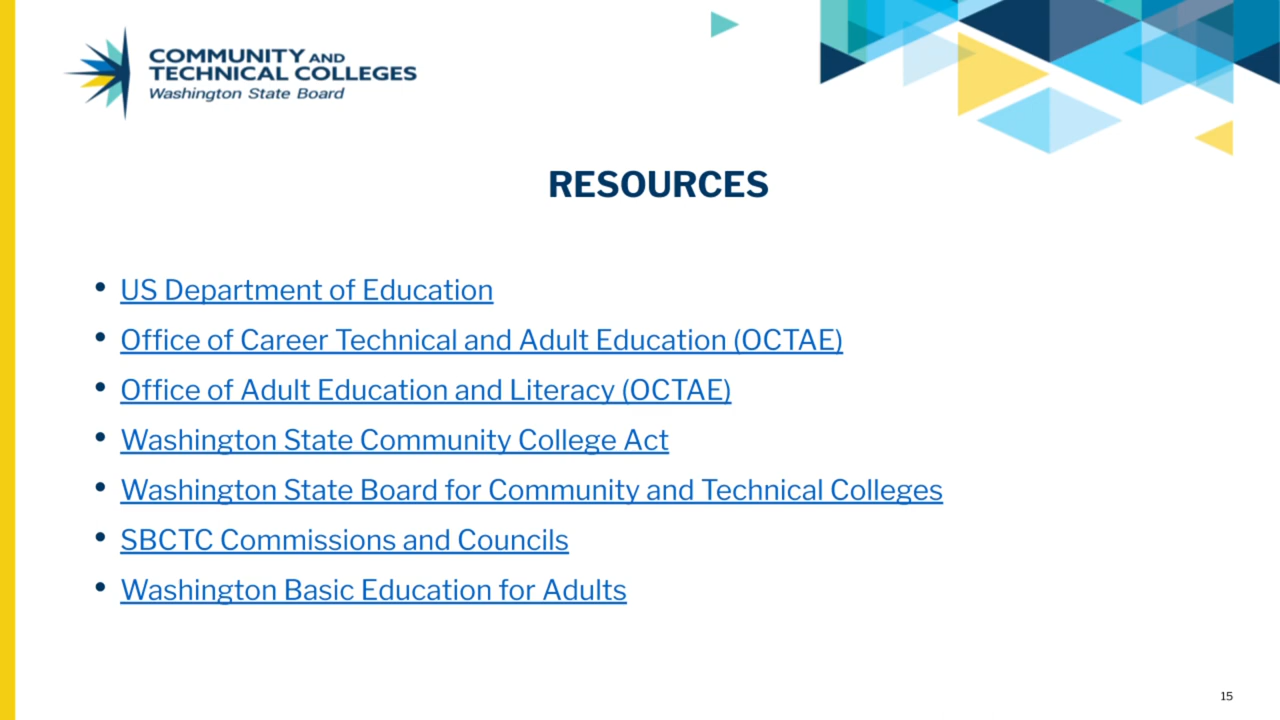 COMMUNITY AND
TECHNICAL COLLEGES
Washington State Board
RESOURCES
• US Department of Education
• Office of Career Technical and Adult Education (OCTAE)
• Office of Adult Education and Literacy (OCTAE)
• Washington State Community College Act
• Washington State Board for Community and Technical Colleges
• SBCTC Commissions and Councils
• Washington Basic Education for Adults
15